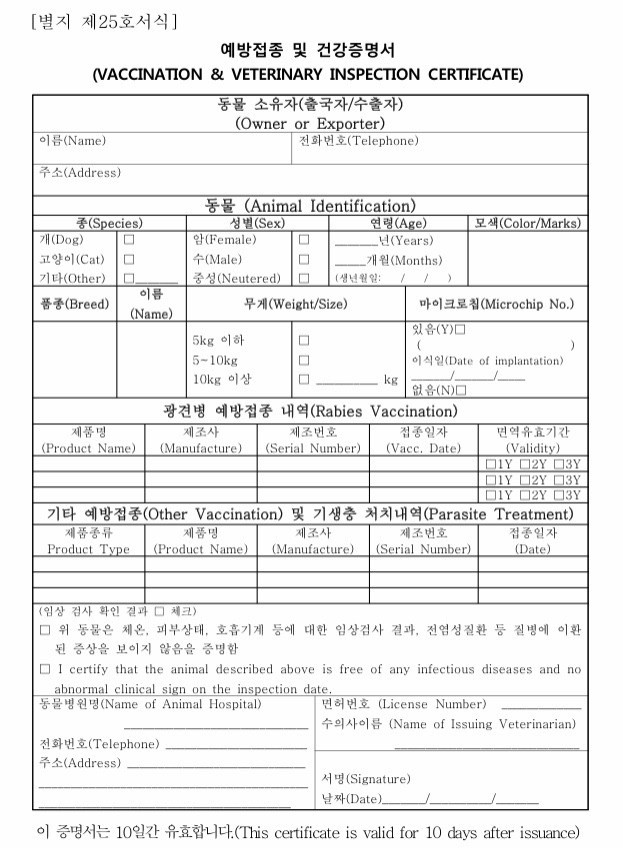 [별지 제25호서식]
예방접종 및 건강증명서
(VACCINATION & VETERINARY INSPECTION CERTIFICATE)
동물 소유자(출국자/수출자)
(Owner or Exporter)
이름(Name) 전화번호(Telephone)
주소(Address)
동물 (Animal Identification)
종(Species) 성별(Sex) 연령(Age) 모색(Color/Marks)
개(Dog) □ 암(Female) □ _______년(Years)
고양이(Cat) □ 수(Male) □ _____개월(Months)
기타(Other) □_______ 중성(Neutered) □ (생년월일: / / )
품종(Breed) 이름 무게(Weight/Size) 마이크로칩(Microchip No.)
(Name)
있음(Y)□
5kg 이하 □ ( )
5~10kg □ 이식일(Date of implantation)
10kg 이상 □ __________ kg ______/______/____
없음(N)□
광견병 예방접종 내역(Rabies Vaccination)
제품명 제조사 제조번호 접종일자 면역유효기간
(Product Name) (Manufacture) (Serial Number) (Vacc. Date) (Validity)
□1Y □2Y □3Y
□1Y □2Y □3Y
□1Y □2Y □3Y
기타 예방접종(Other Vaccination) 및 기생충 처치내역(Parasite Treatment)
제품종류 제품명 제조사 제조번호 접종일자
Product Type (Product Name) (Manufacture) (Serial Number) (Date)
(임상 검사 확인 결과 □ 체크)
□ 위 동물은 체온, 피부상태, 호흡기계 등에 대한 임상검사 결과, 전염성질환 등 질병에 이환
된 증상을 보이지 않음을 증명함
□ I certify that the animal described above is free of any infectious diseases and no
abnormal clinical sign on the inspection date.
동물병원명(Name of Animal Hospital) 면허번호 (License Number) _____________
______________________________ 수의사이름 (Name of Issuing Veterinarian)
전화번호(Telephone) _______________________ ______________________________
주소(Address) _____________________________
____________________________________________ 서명(Signature)
_________________________________________ 날짜(Date)_______/__________/_______
이 증명서는 10일간 유효합니다.(This certificate is valid for 10 days after issuance)